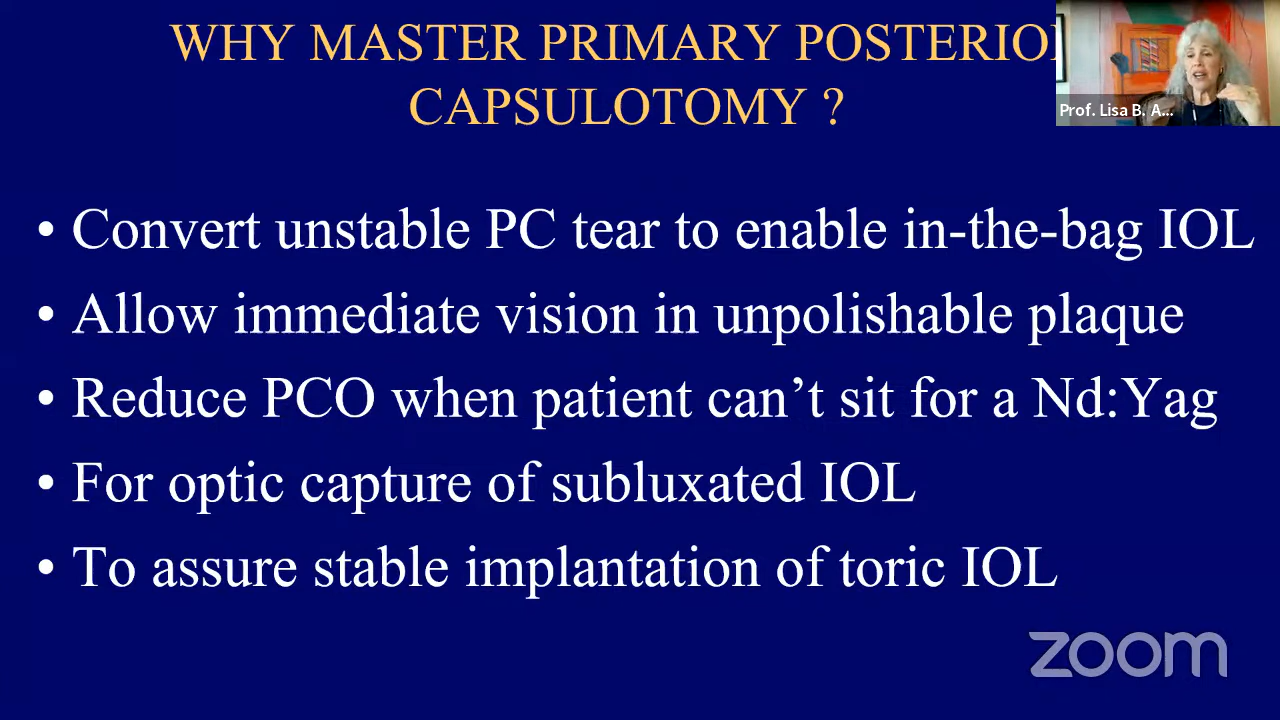 WHY MASTER PRIMARY POSTERIO
CAPSULOTOMY ?
Prof. Lisa B. A...
• Convert unstable PC tear to enable in-the-bag IOL
• Allow immediate vision in unpolishable plaque
• Reduce PCO when patient can’t sit for a Nd:Yag
• For optic capture of subluxated IOL
• To assure stable implantation of toric IOL
zoom